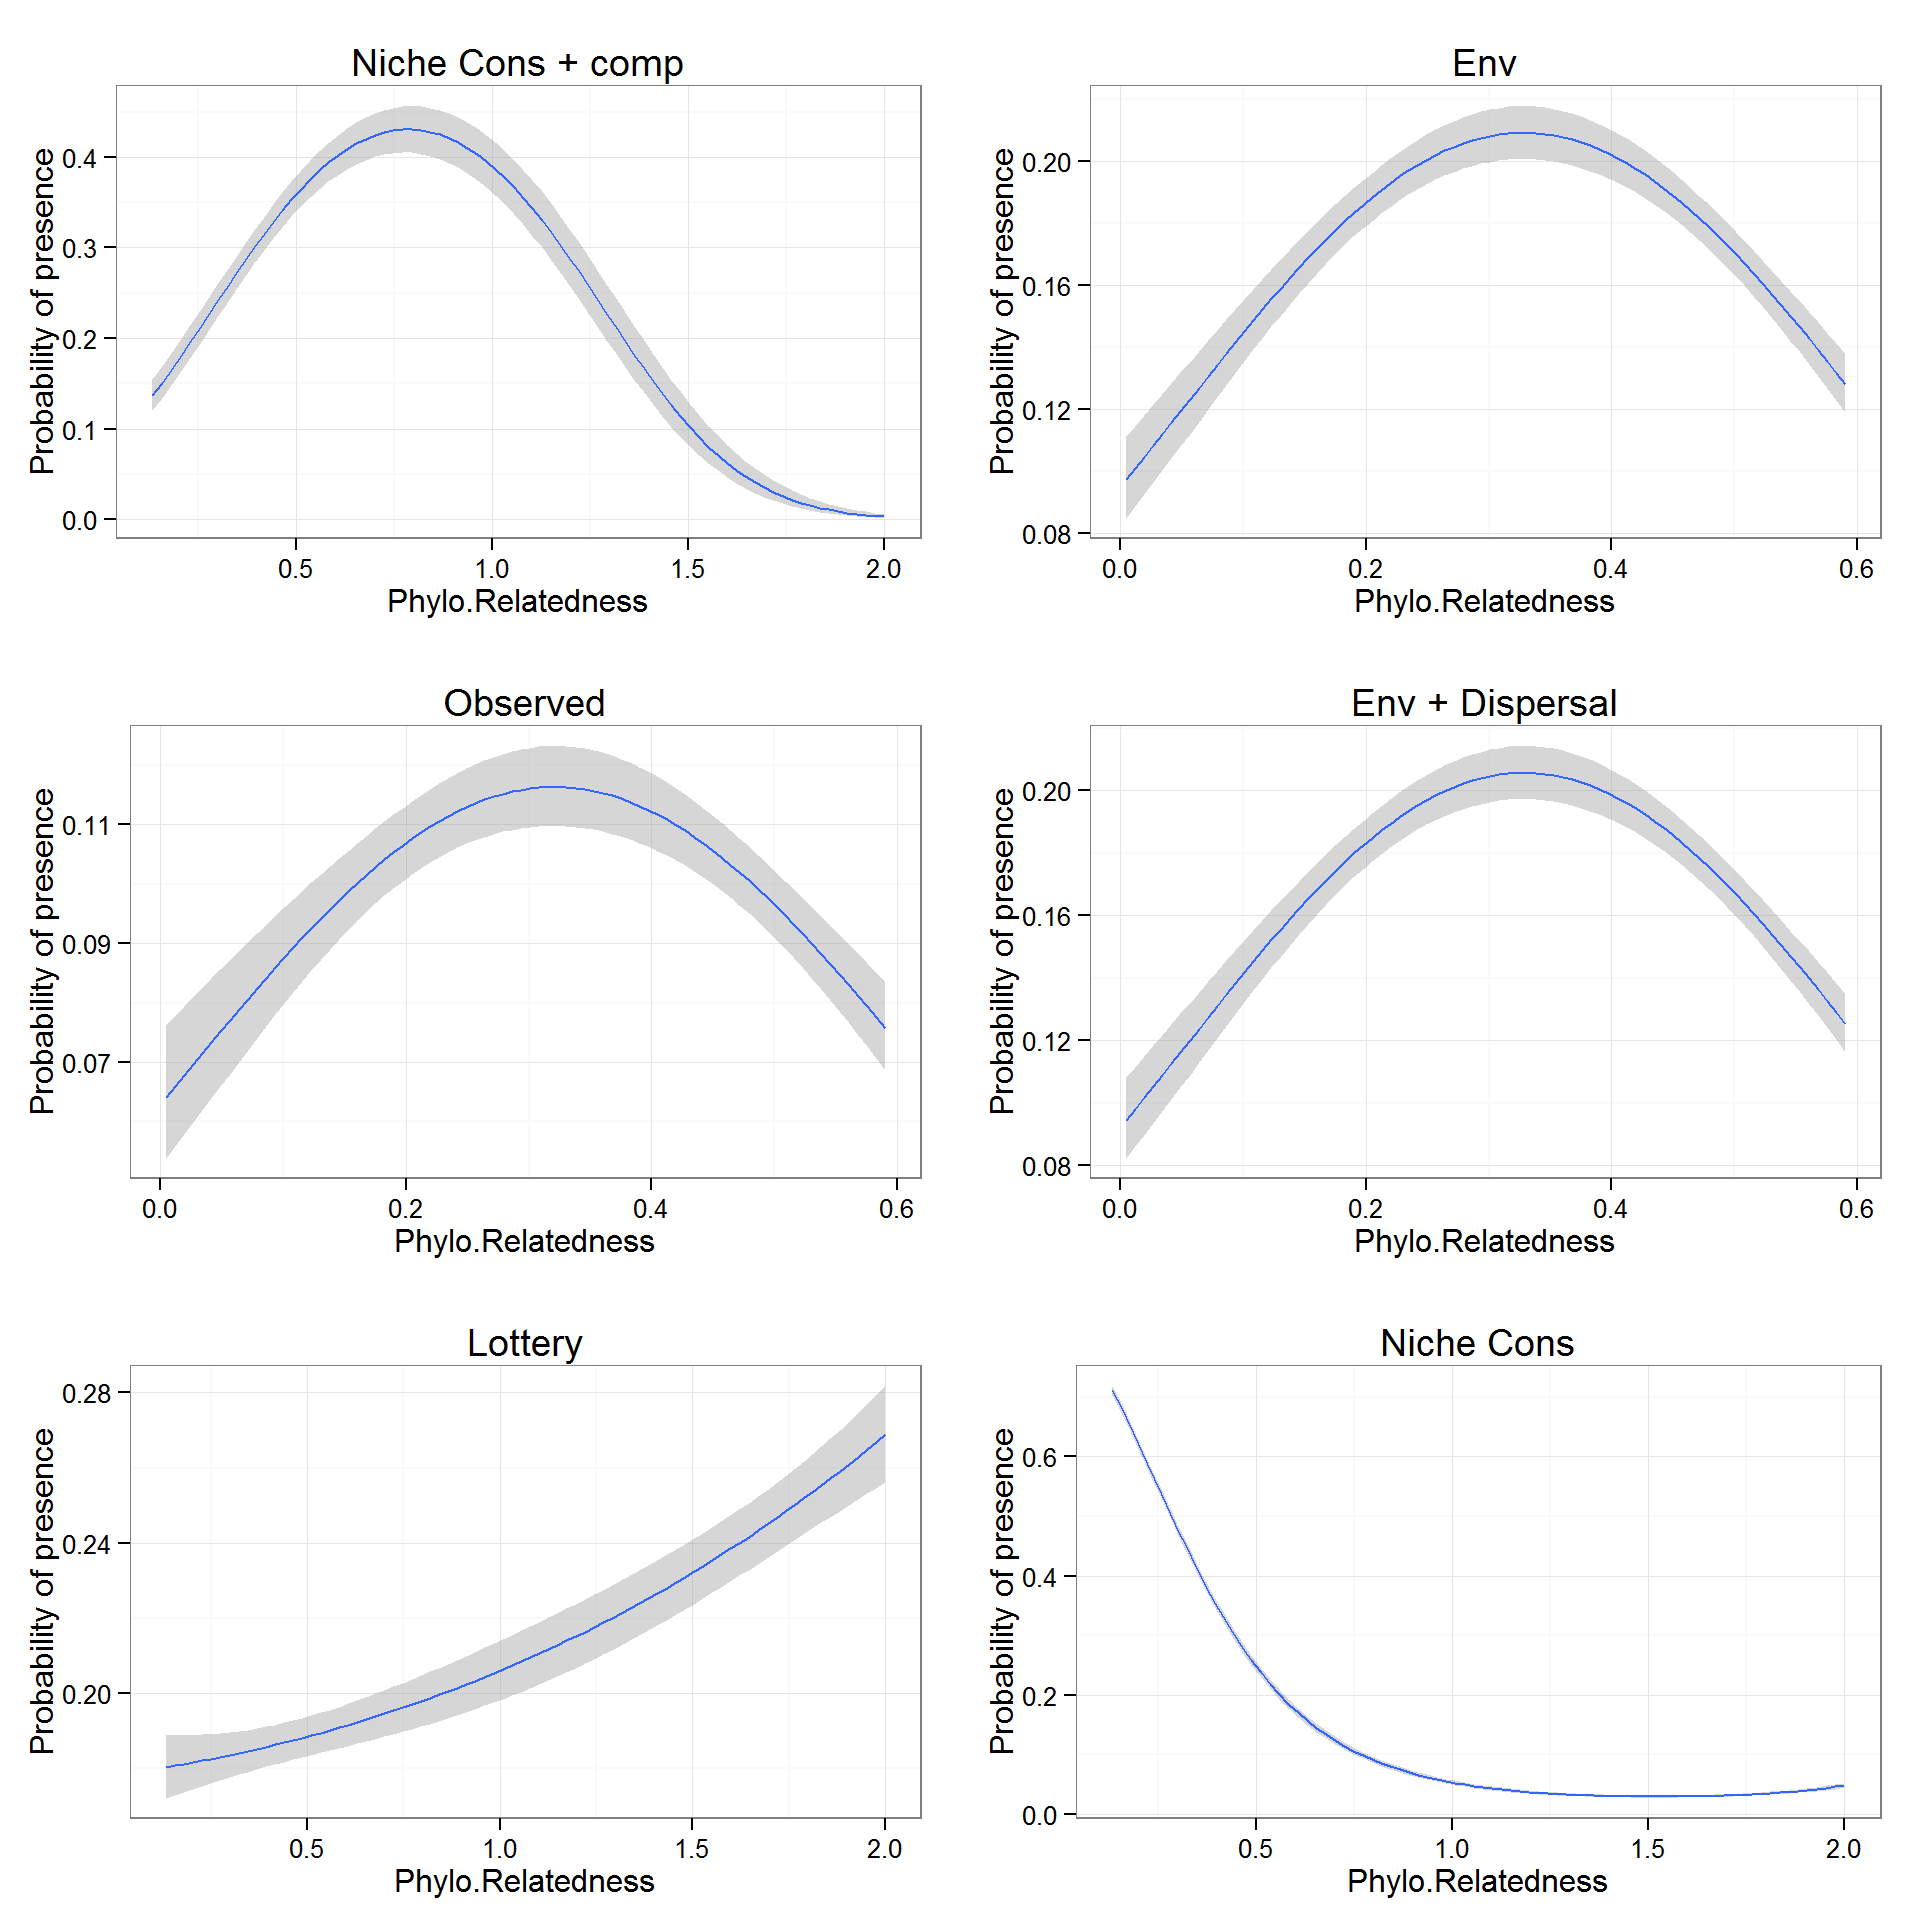 Niche Cons + comp
Probability of presence
0.4
0.3
0.2
0.1
0.0
0.5 1.0 1.5 2.0
Phylo.Relatedness
Env
Probability of presence
0.20
0.16
0.12
0.08
0.0 0.2 0.4 0.6
Phylo.Relatedness
Observed
Probability of presence
0.11
0.09
0.07
0.0 0.2 0.4 0.6
Phylo.Relatedness
Env + Dispersal
Probability of presence
0.20
0.16
0.12
0.08
0.0 0.2 0.4 0.6
Phylo.Relatedness
Lottery
Probability of presence
0.28
0.24
0.20
0.5 1.0 1.5 2.0
Phylo.Relatedness
Niche Cons
Probability of presence
0.6
0.4
0.2
0.0
0.5 1.0 1.5 2.0
Phylo.Relatedness